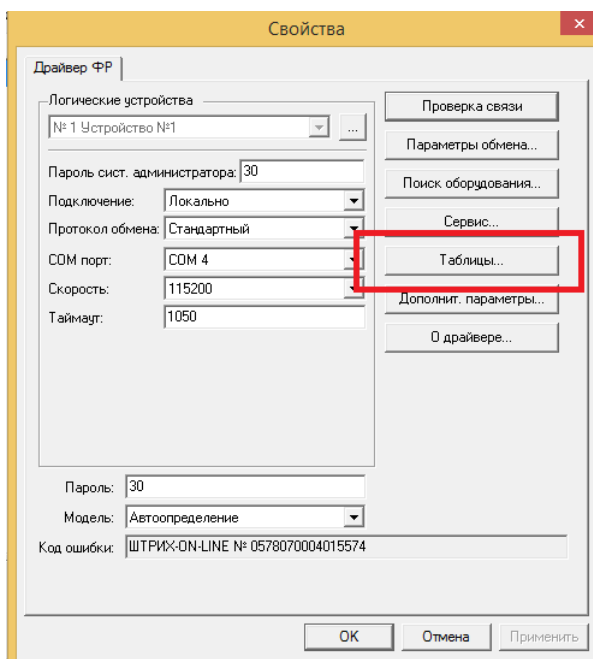 Свойства
Драйвер ФР
Логические устройства
№ 1 Устройство №1
...
Пароль сист. администратора: 30
Подключение: Локально
Протокол обмена: Стандартный
COM порт: COM 4
Скорость: 115200
Таймаут: 1050
Проверка связи
Параметры обмена...
Поиск оборудования...
Сервис...
Таблицы...
Дополнит. параметры...
О драйвере...
Пароль: 30
Модель: Автоопределение
Код ошибки: ШТРИХ-ON-LINE № 0578070004015574
OK Отмена Применить